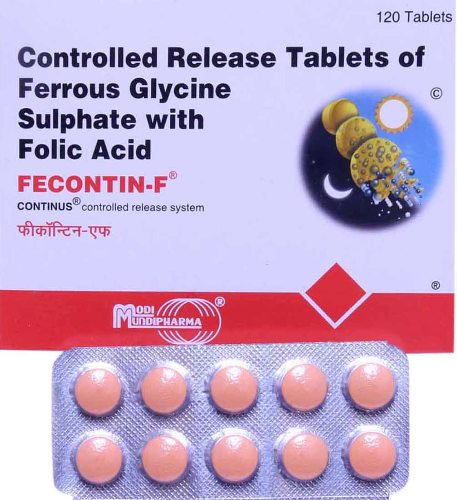 120 Tablets
Controlled Release Tablets of
Ferrous Glycine
Sulphate with
Folic Acid
©
FECONTIN-F®
CONTINUS® controlled release system
फीकॉन्टिन-एफ
®
MODI ®
MUNDIPHARMA